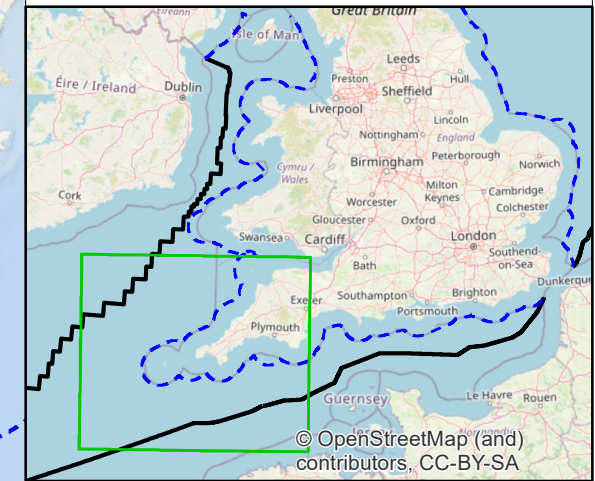 Great Britain
Éireann
Isle of Man
Leeds
Preston
Hull
Éire / Ireland
Dublin
Sheffield
Liverpool
Lincoln
Nottingham
England
Peterborough
Norwich
Birmingham
Cymru /
Wales
Cork
Milton
Keynes
Cambridge
Worcester
Colchester
Gloucester
Oxford
Swansea
Cardiff
London
Southend-
on-Sea
Bath
Dunkerque
Exeter
Southampton
Brighton
Portsmouth
Plymouth
Guernsey
Le Havre
Rouen
Normandie
© OpenStreetMap (and)
contributors, CC-BY-SA